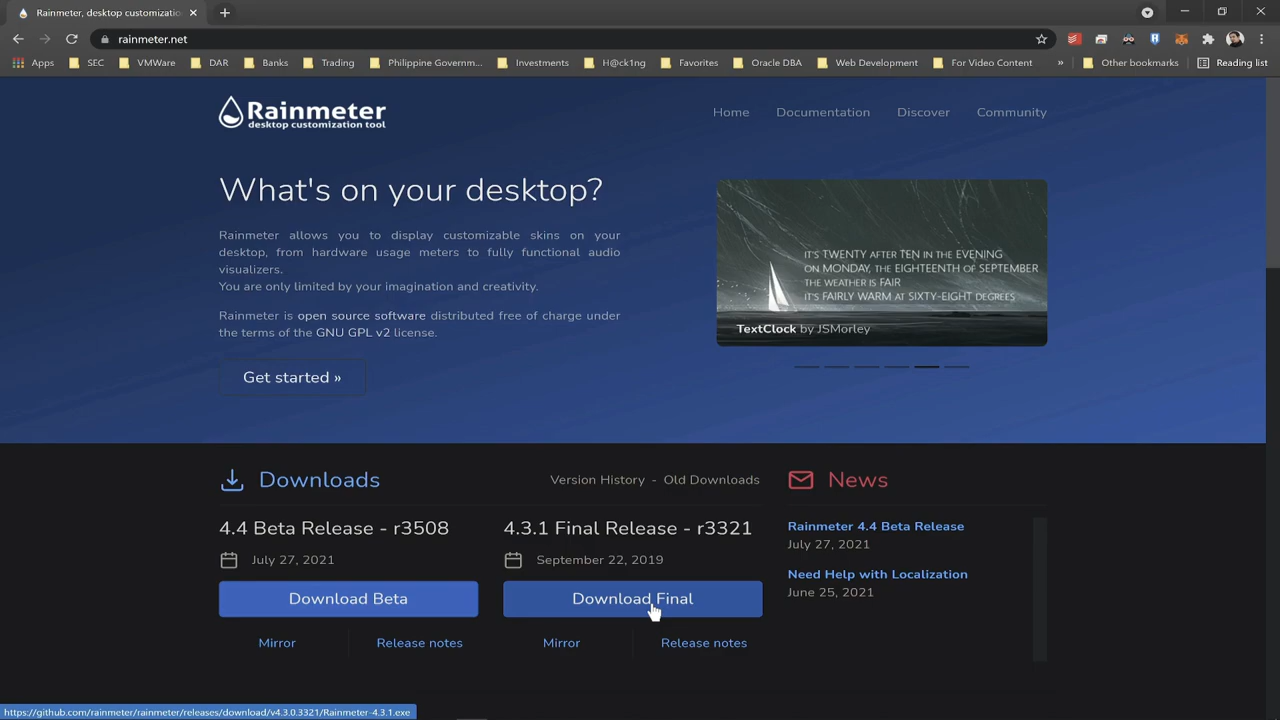 Rainmeter, desktop customizatio
rainmeter.net
Apps SEC VMWare DAR Banks Trading Philippine Governm... Investments H@ck1ng Favorites Oracle DBA Web Development For Video Content » Other bookmarks Reading list
Rainmeter
desktop customization tool
Home Documentation Discover Community
What's on your desktop?
Rainmeter allows you to display customizable skins on your
desktop, from hardware usage meters to fully functional audio
visualizers.
You are only limited by your imagination and creativity.
Rainmeter is open source software distributed free of charge under
the terms of the GNU GPL v2 license.
Get started »
IT'S TWENTY AFTER TEN IN THE EVENING
ON MONDAY, THE EIGHTEENTH OF SEPTEMBER
THE WEATHER IS FAIR
IT'S FAIRLY WARM AT SIXTY-EIGHT DEGREES
TextClock by JSMorley
Downloads
Version History - Old Downloads
4.4 Beta Release - r3508
July 27, 2021
Download Beta
Mirror Release notes
4.3.1 Final Release - r3321
September 22, 2019
Download Final
Mirror Release notes
News
Rainmeter 4.4 Beta Release
July 27, 2021
Need Help with Localization
June 25, 2021
https://github.com/rainmeter/rainmeter/releases/download/v4.3.0.3321/Rainmeter-4.3.1.exe